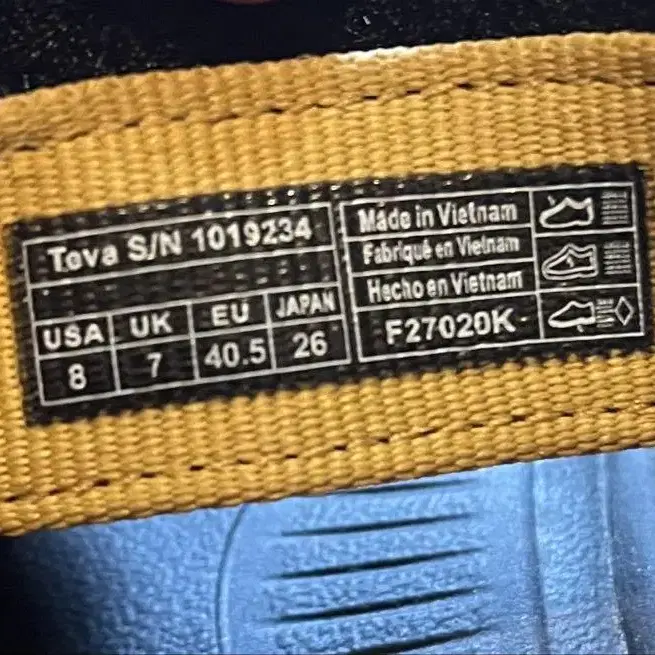 Teva S/N 1019234
USA UK EU JAPAN
8 7 40.5 26
Made in Vietnam
Fabriqué en Vietnam
Hecho en Vietnam
F27020K